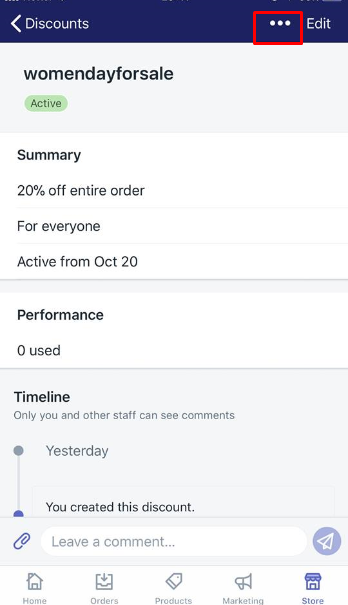 Discounts
Edit
womendayforsale
Active
Summary
20% off entire order
For everyone
Active from Oct 20
Performance
0 used
Timeline
Only you and other staff can see comments
Yesterday
You created this discount.
Leave a comment...
Home Orders Products Marketing Store